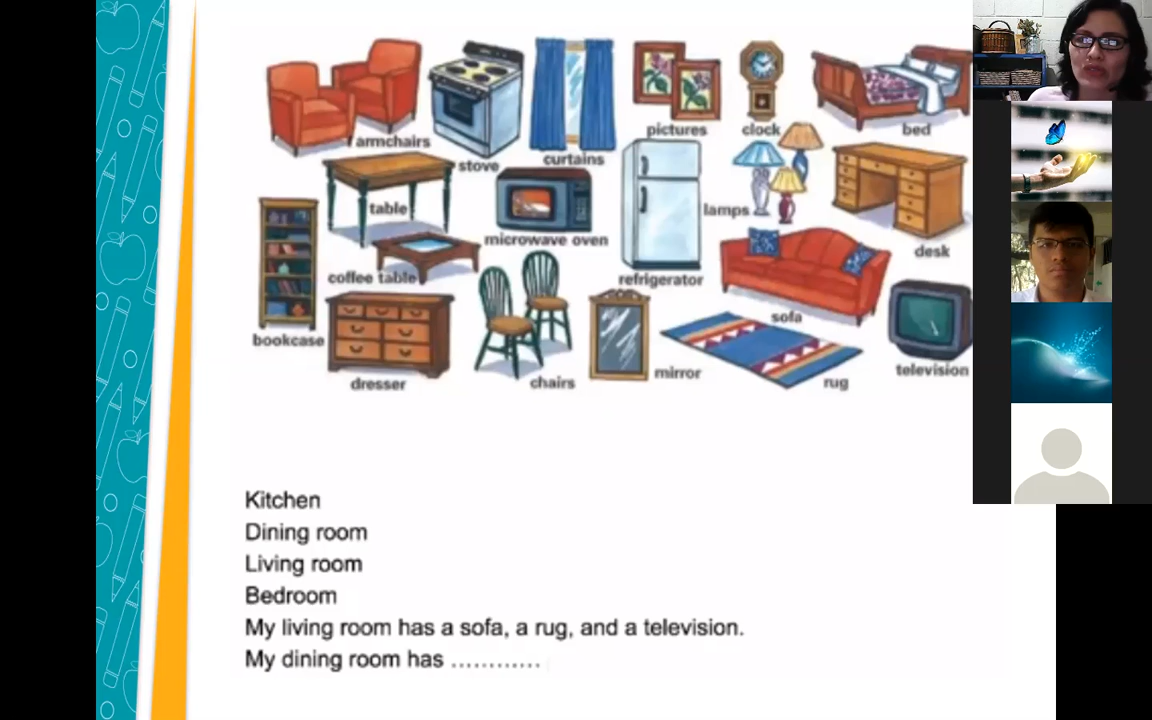 armchairs
stove
curtains
pictures
clock
bed
table
microwave oven
lamps
desk
coffee table
refrigerator
sofa
bookcase
dresser
chairs
mirror
rug
television
Kitchen
Dining room
Living room
Bedroom
My living room has a sofa, a rug, and a television.
My dining room has ............